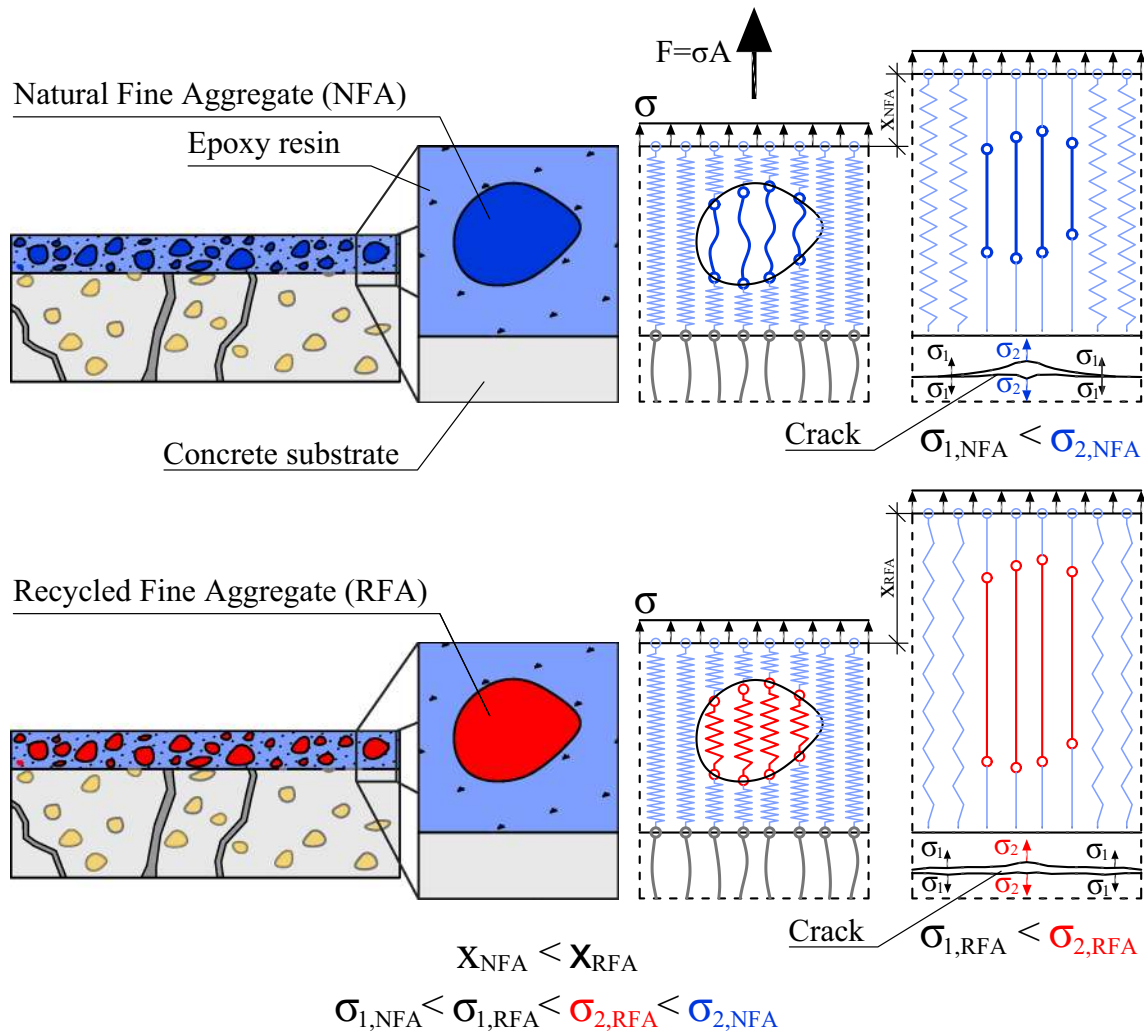 F=σA
Natural Fine Aggregate (NFA)
Epoxy resin
σ
xNFA
σ1 σ2 σ1
σ1 σ2 σ1
Crack
Concrete substrate
σ1,NFA < σ2,NFA
Recycled Fine Aggregate (RFA)
σ
xRFA
σ1 σ2 σ1
σ1 σ2 σ1
Crack
σ1,RFA < σ2,RFA
xNFA < xRFA
σ1,NFA < σ1,RFA < σ2,RFA < σ2,NFA